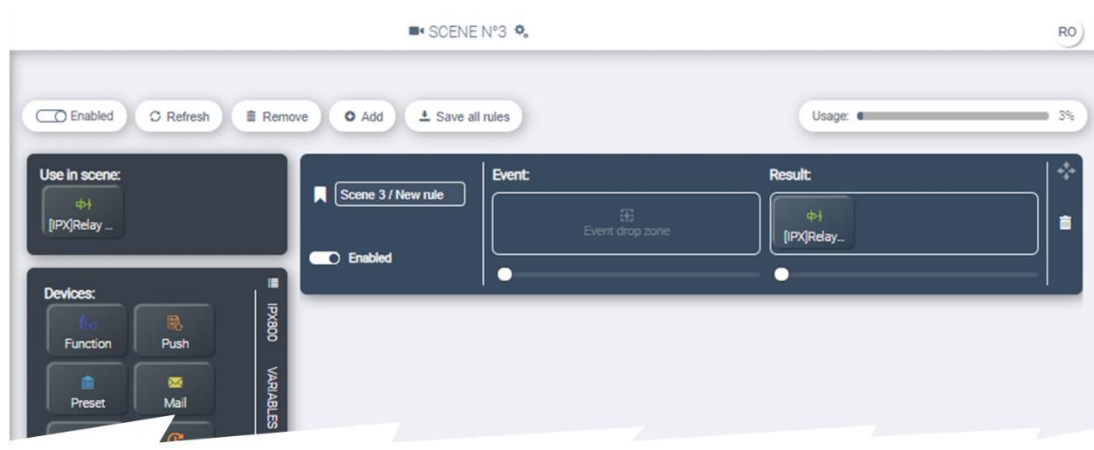 SCENE N°3
RO
Enabled
Refresh
Remove
Add
Save all rules
Usage:
3%
Use in scene:
[IPX]Relay ...
Scene 3 / New rule
Enabled
Event:
Event drop zone
Result:
[IPX]Relay...
Devices:
f(x)
Function
Push
Preset
Mail
IPX800
VARIABLES